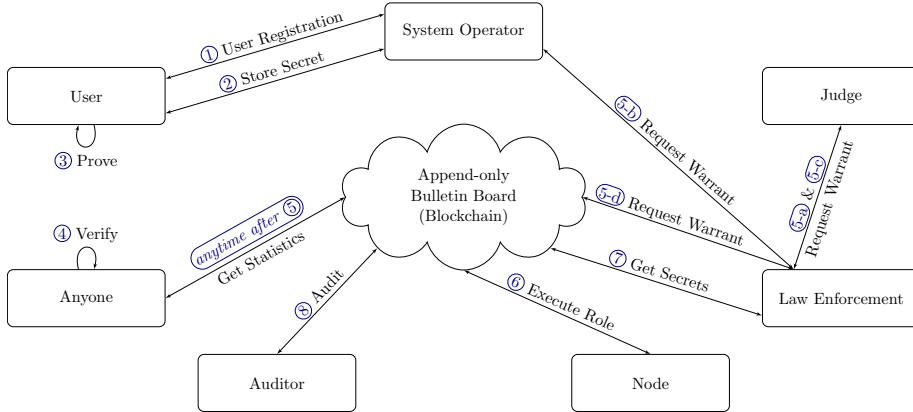 System Operator
① User Registration
② Store Secret
User
③ Prove
Judge
5-b Request Warrant
5-a & 5-c
Request Warrant
Append-only
Bulletin Board
(Blockchain)
5-d Request Warrant
④ Verify
anytime after ⑤
Get Statistics
Anyone
⑦ Get Secrets
Law Enforcement
⑧ Audit
⑥ Execute Role
Auditor
Node